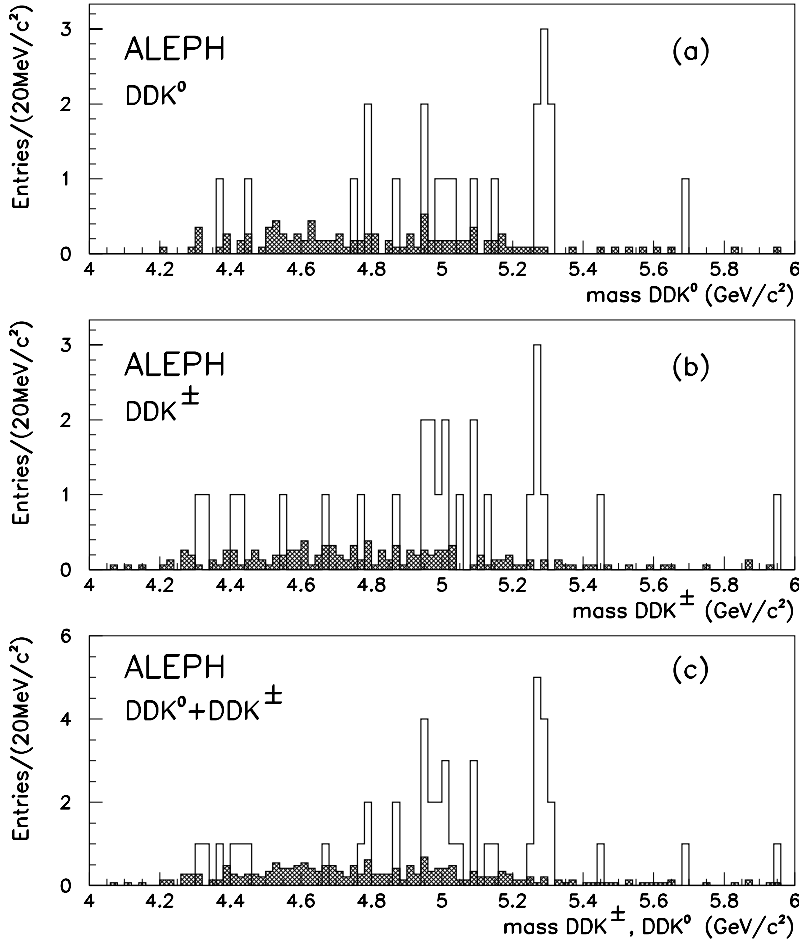 Entries/(20MeV/c²)
ALEPH
(a)
DDK⁰
3
2
1
0
4 4.2 4.4 4.6 4.8 5 5.2 5.4 5.6 5.8 6
mass DDK⁰ (GeV/c²)
Entries/(20MeV/c²)
ALEPH
(b)
DDK±
3
2
1
0
4 4.2 4.4 4.6 4.8 5 5.2 5.4 5.6 5.8 6
mass DDK± (GeV/c²)
Entries/(20MeV/c²)
ALEPH
(c)
DDK⁰+DDK±
6
4
2
0
4 4.2 4.4 4.6 4.8 5 5.2 5.4 5.6 5.8 6
mass DDK±, DDK⁰ (GeV/c²)